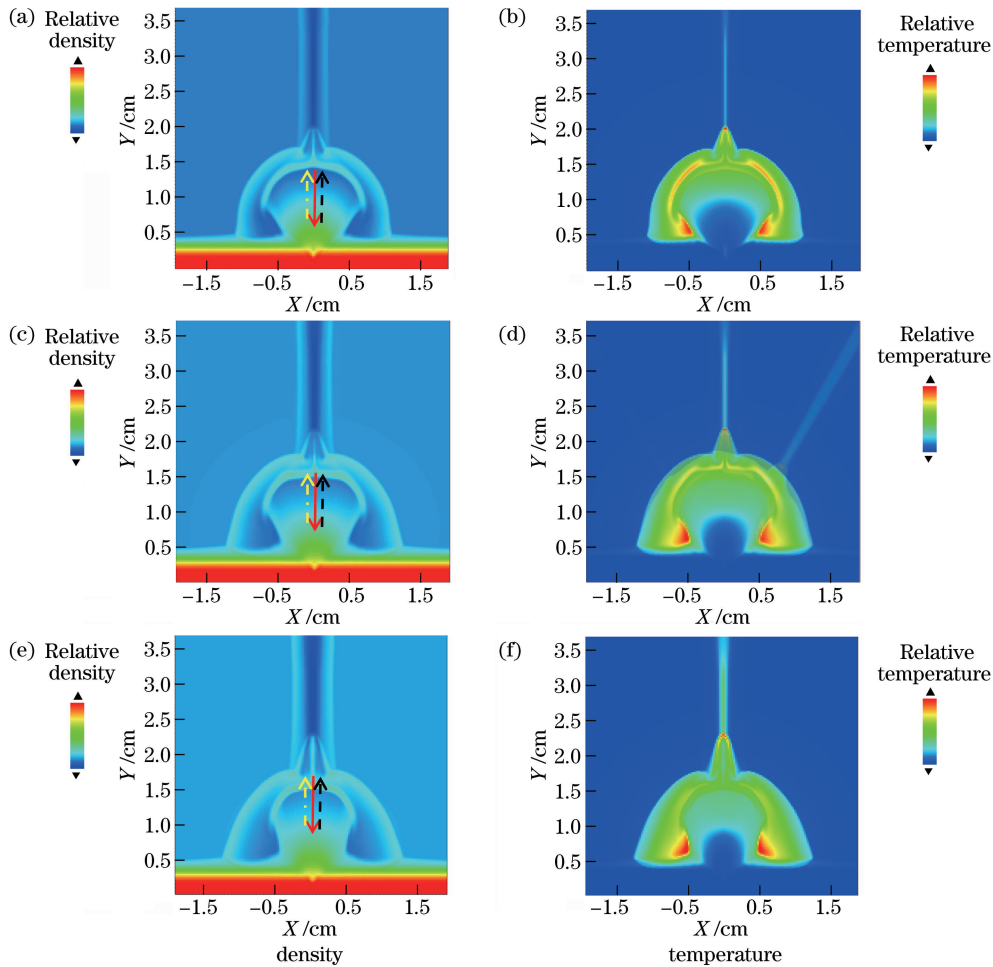 (a)
Relative
density
3.5
3.0
2.5
2.0
1.5
1.0
0.5
Y/cm
−1.5
−0.5
0.5
1.5
X/cm
(b)
Relative
temperature
3.5
3.0
2.5
2.0
1.5
1.0
0.5
Y/cm
−1.5
−0.5
0.5
1.5
X/cm
(c)
Relative
density
3.5
3.0
2.5
2.0
1.5
1.0
0.5
Y/cm
−1.5
−0.5
0.5
1.5
X/cm
(d)
Relative
temperature
3.5
3.0
2.5
2.0
1.5
1.0
0.5
Y/cm
−1.5
−0.5
0.5
1.5
X/cm
(e)
Relative
density
3.5
3.0
2.5
2.0
1.5
1.0
0.5
Y/cm
−1.5
−0.5
0.5
1.5
X/cm
density
(f)
Relative
temperature
3.5
3.0
2.5
2.0
1.5
1.0
0.5
Y/cm
−1.5
−0.5
0.5
1.5
X/cm
temperature